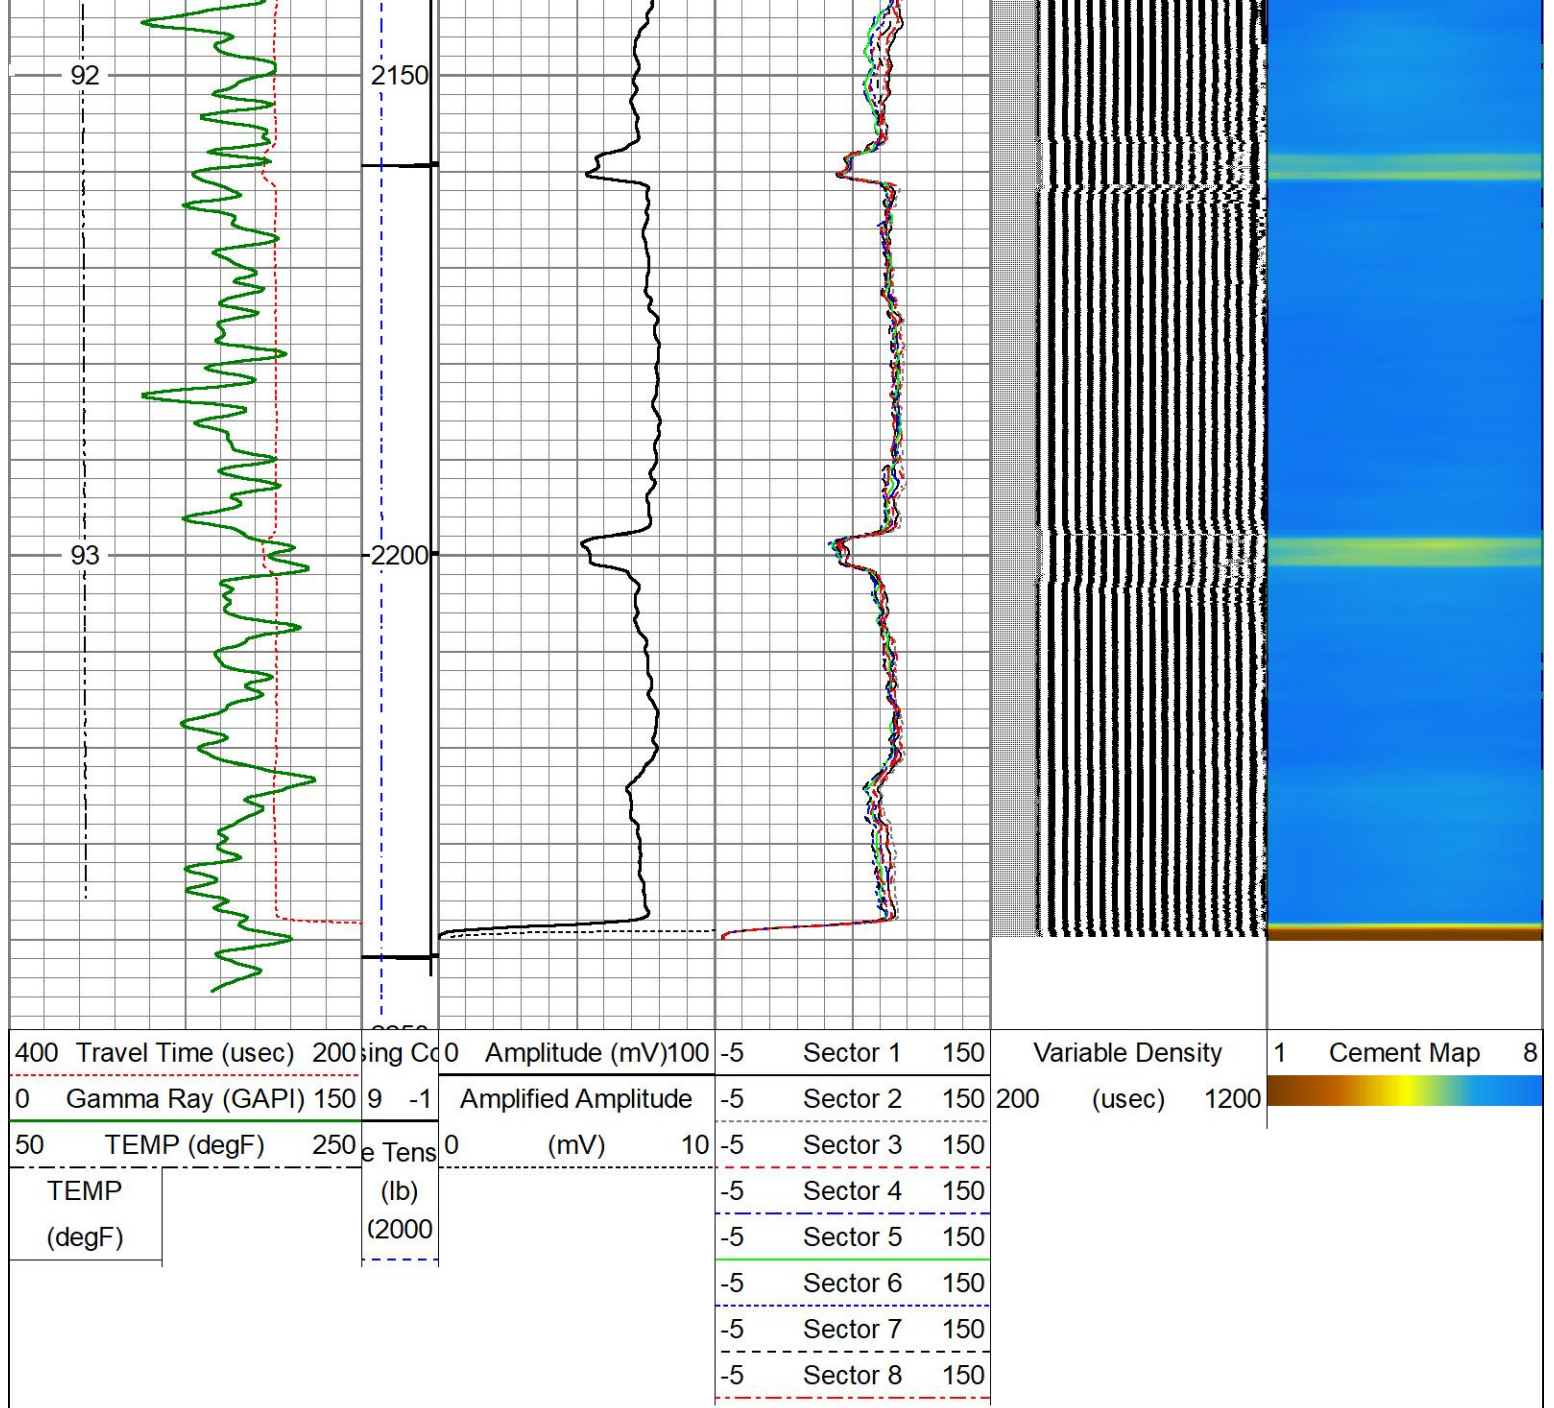 92
2150
93
2200
400 Travel Time (usec) 200
0 Gamma Ray (GAPI) 150
50 TEMP (degF) 250
TEMP
(degF)
sing Co
9 -1
e Tens
(lb)
(2000
0 Amplitude (mV)100
Amplified Amplitude
0 (mV) 10
-5 Sector 1 150
-5 Sector 2 150
-5 Sector 3 150
-5 Sector 4 150
-5 Sector 5 150
-5 Sector 6 150
-5 Sector 7 150
-5 Sector 8 150
Variable Density
200 (usec) 1200
1 Cement Map 8